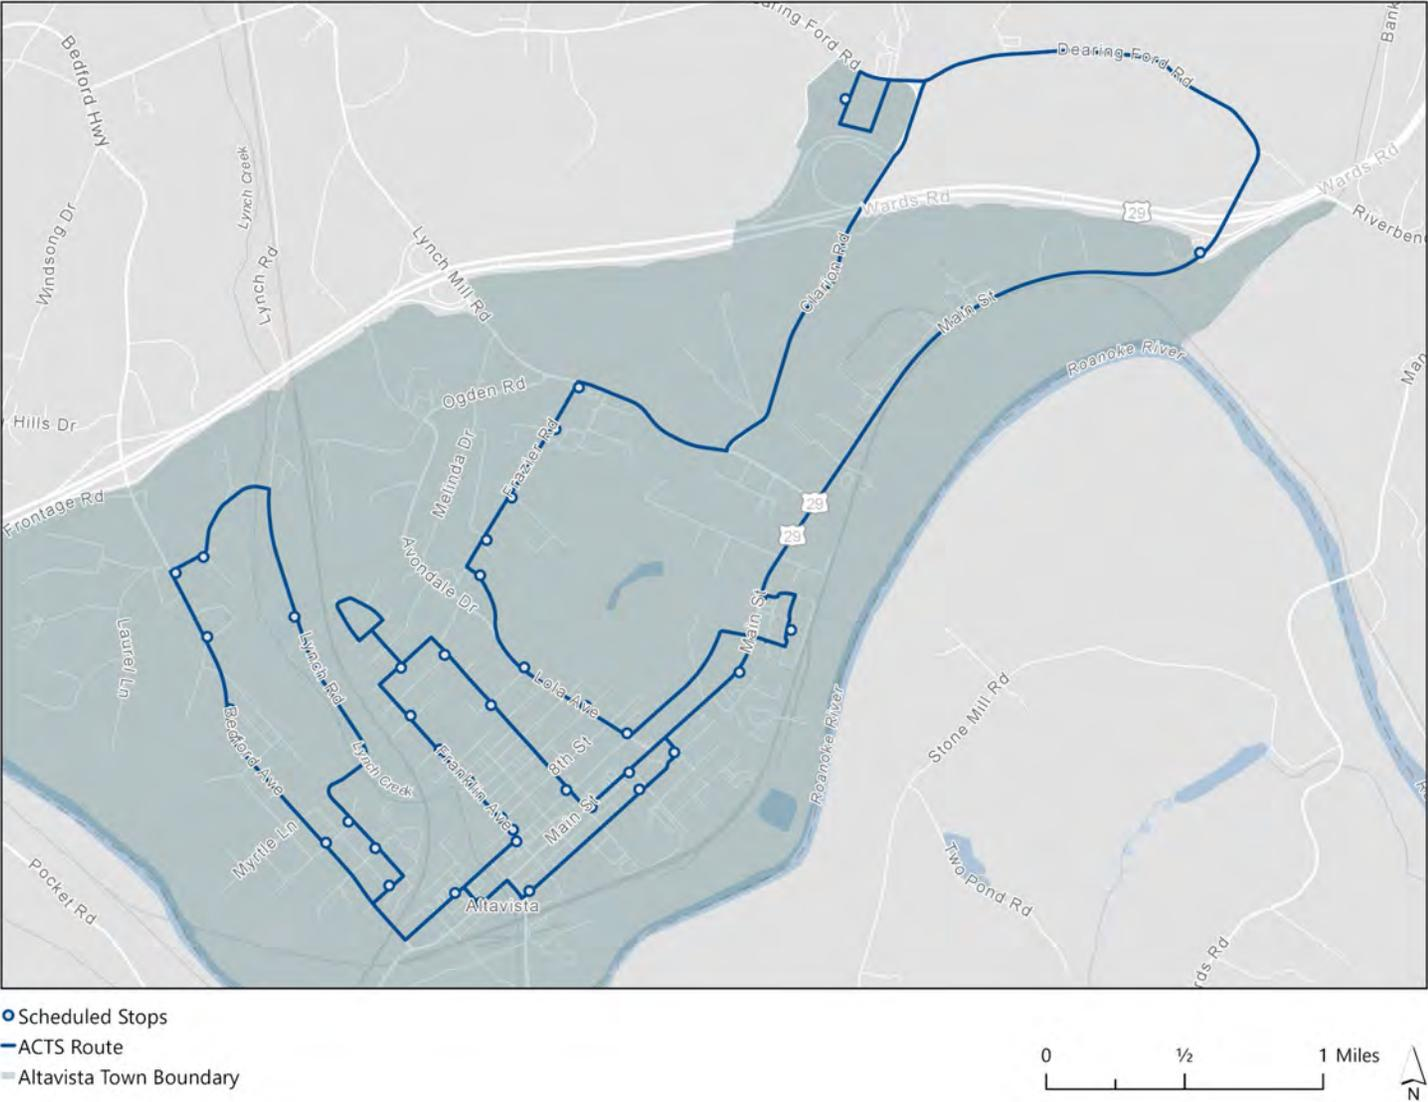 Dearing Ford Rd
Bedford Hwy
Lynch Creek
Windsong Dr
Lynch Rd
Lynch Mill Rd
Wards Rd
29
Wards Rd
Clarion Rd
Main St
Roanoke River
Ogden Rd
Hills Dr
Melinda Dr
Frazier Rd
Frontage Rd
29
29
Avondale Dr
Laurel Ln
Main St
Lynch Rd
Lola Ave
Bedford Ave
Lynch Creek
8th St
Franklin Ave
Main St
Myrtle Ln
Stone Mill Rd
Roanoke River
Two Pond Rd
Pocket Rd
Altavista
Scheduled Stops
ACTS Route
Altavista Town Boundary
0 ½ 1 Miles
N